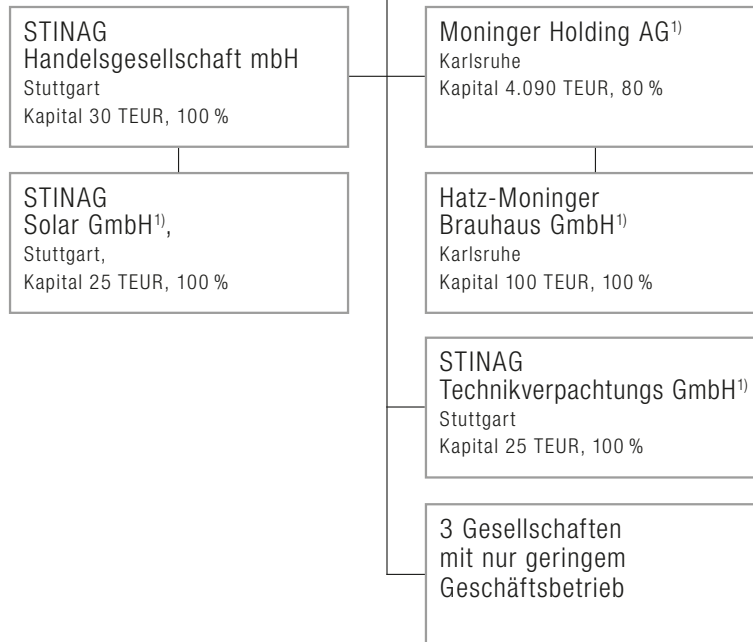 STINAG
Handelsgesellschaft mbH
Stuttgart
Kapital 30 TEUR, 100 %
STINAG
Solar GmbH1),
Stuttgart,
Kapital 25 TEUR, 100 %
Moninger Holding AG1)
Karlsruhe
Kapital 4.090 TEUR, 80 %
Hatz-Moninger
Brauhaus GmbH1)
Karlsruhe
Kapital 100 TEUR, 100 %
STINAG
Technikverpachtungs GmbH1)
Stuttgart
Kapital 25 TEUR, 100 %
3 Gesellschaften
mit nur geringem
Geschäftsbetrieb